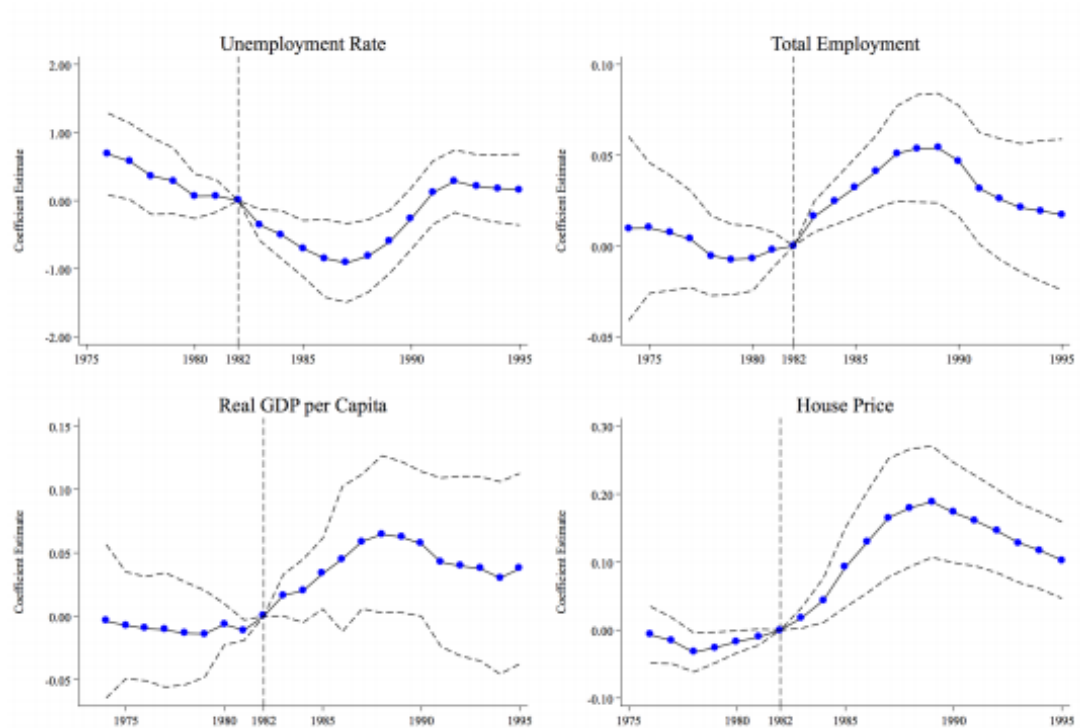 Unemployment Rate
2.00
1.00
0.00
-1.00
-2.00
Coefficient Estimate
1975 1980 1982 1985 1990 1995
Total Employment
0.10
0.05
0.00
-0.05
Coefficient Estimate
1975 1980 1982 1985 1990 1995
Real GDP per Capita
0.15
0.10
0.05
0.00
-0.05
Coefficient Estimate
1975 1980 1982 1985 1990 1995
House Price
0.30
0.20
0.10
0.00
-0.10
Coefficient Estimate
1975 1980 1982 1985 1990 1995